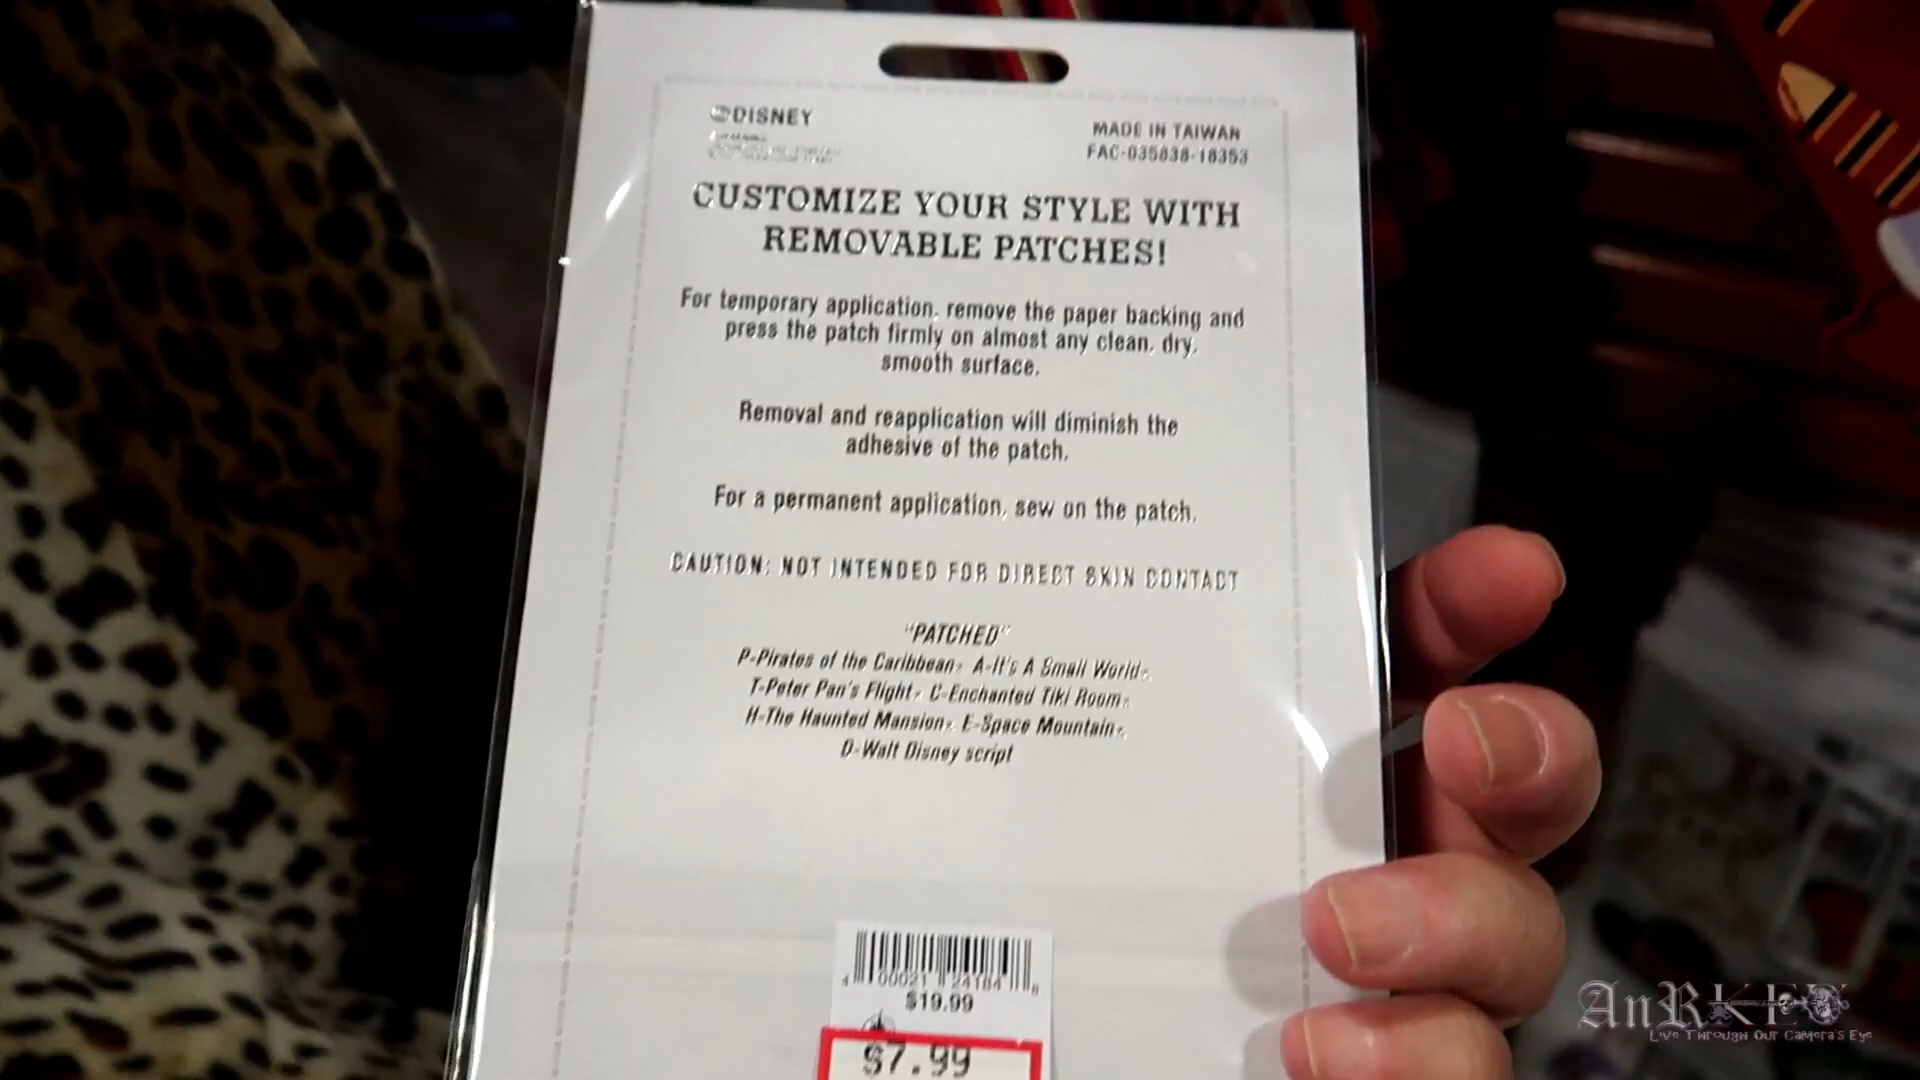 ©DISNEY
MADE IN TAIWAN
FAC-035838-18353
CUSTOMIZE YOUR STYLE WITH
REMOVABLE PATCHES!
For temporary application, remove the paper backing and
press the patch firmly on almost any clean, dry,
smooth surface.
Removal and reapplication will diminish the
adhesive of the patch.
For a permanent application, sew on the patch.
CAUTION: NOT INTENDED FOR DIRECT SKIN CONTACT
"PATCHED"
P-Pirates of the Caribbean, A-It's A Small World,
T-Peter Pan's Flight, C-Enchanted Tiki Room,
H-The Haunted Mansion, E-Space Mountain,
D-Walt Disney script
$19.99
$7.99
AnRKEY
Live Through Our Camera's Eye